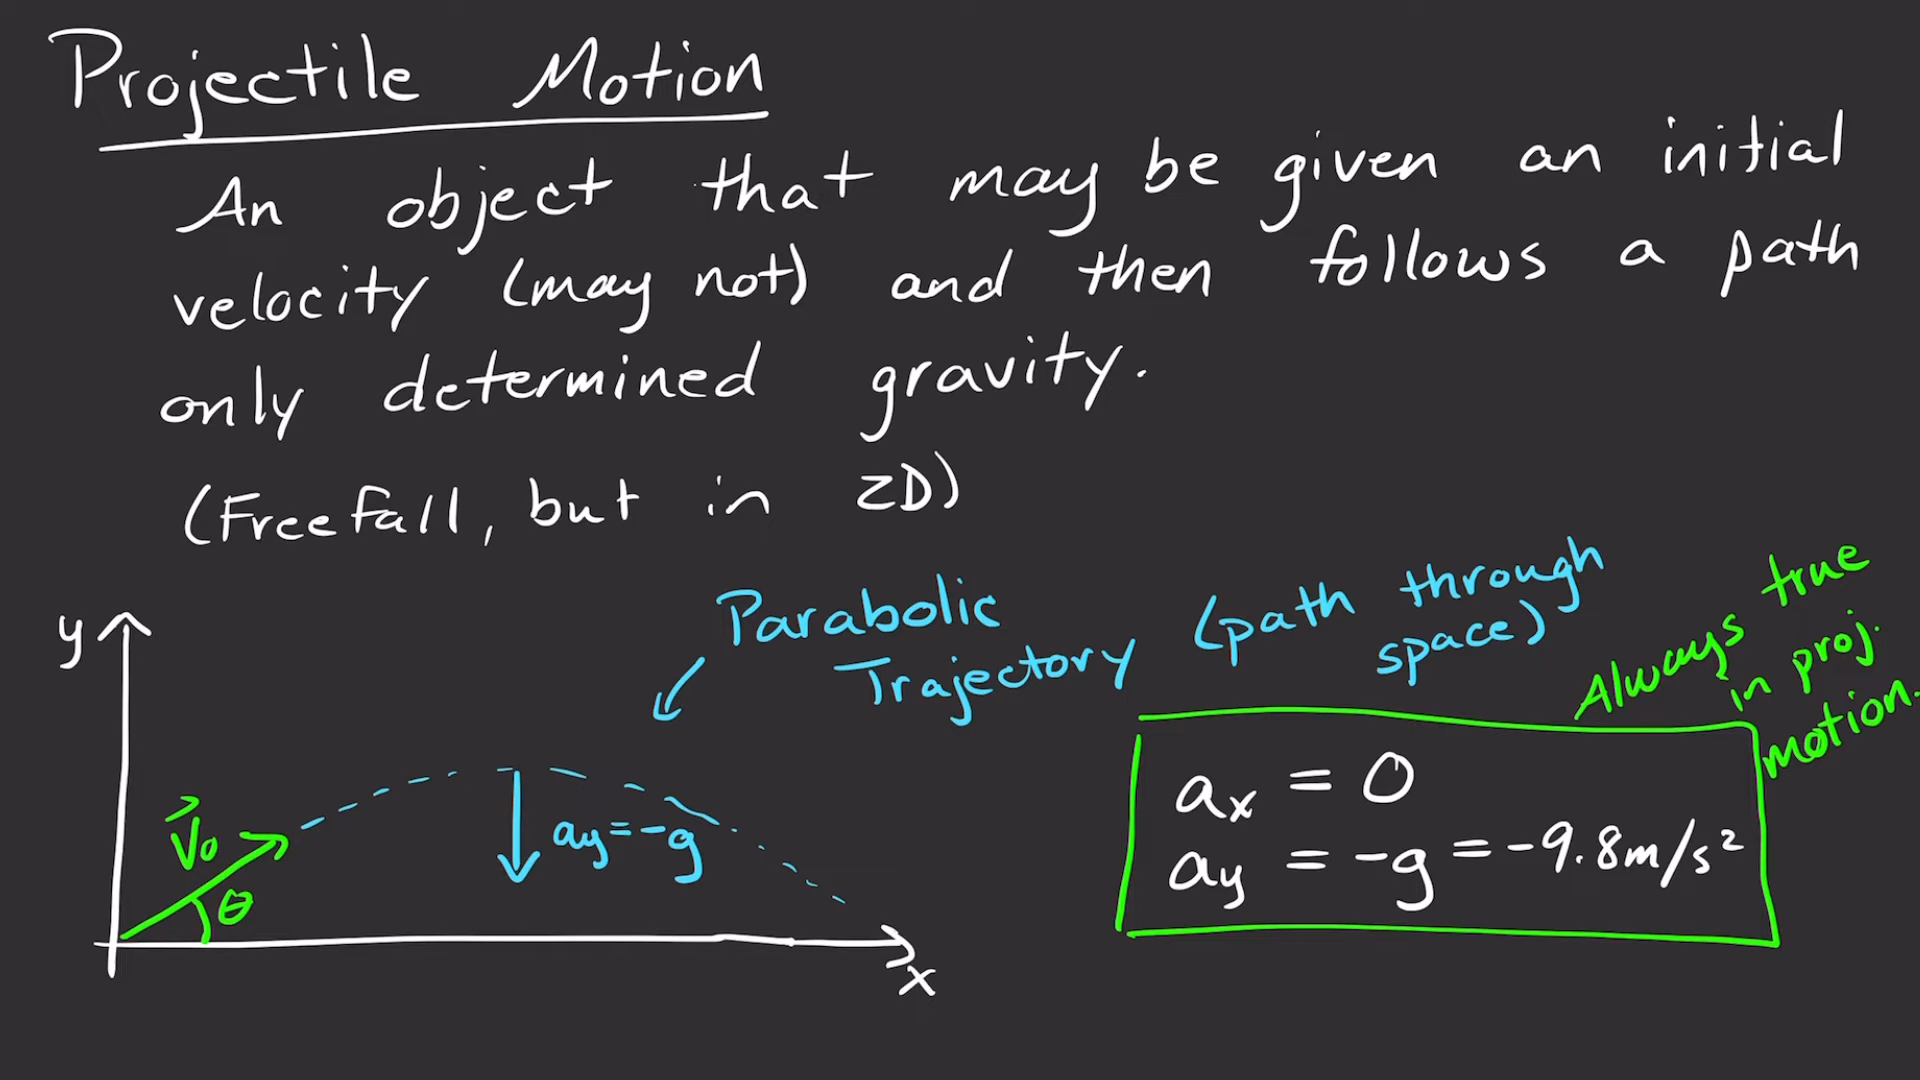 Projectile Motion
An object that may be given an initial
velocity (may not) and then follows a path
only determined gravity.
(Freefall, but in 2D)
Parabolic
Trajectory
(path through
space)
Always true
in proj.
motion.
y
V₀
θ
ay = -g
x
ax = 0
ay = -g = -9.8m/s²